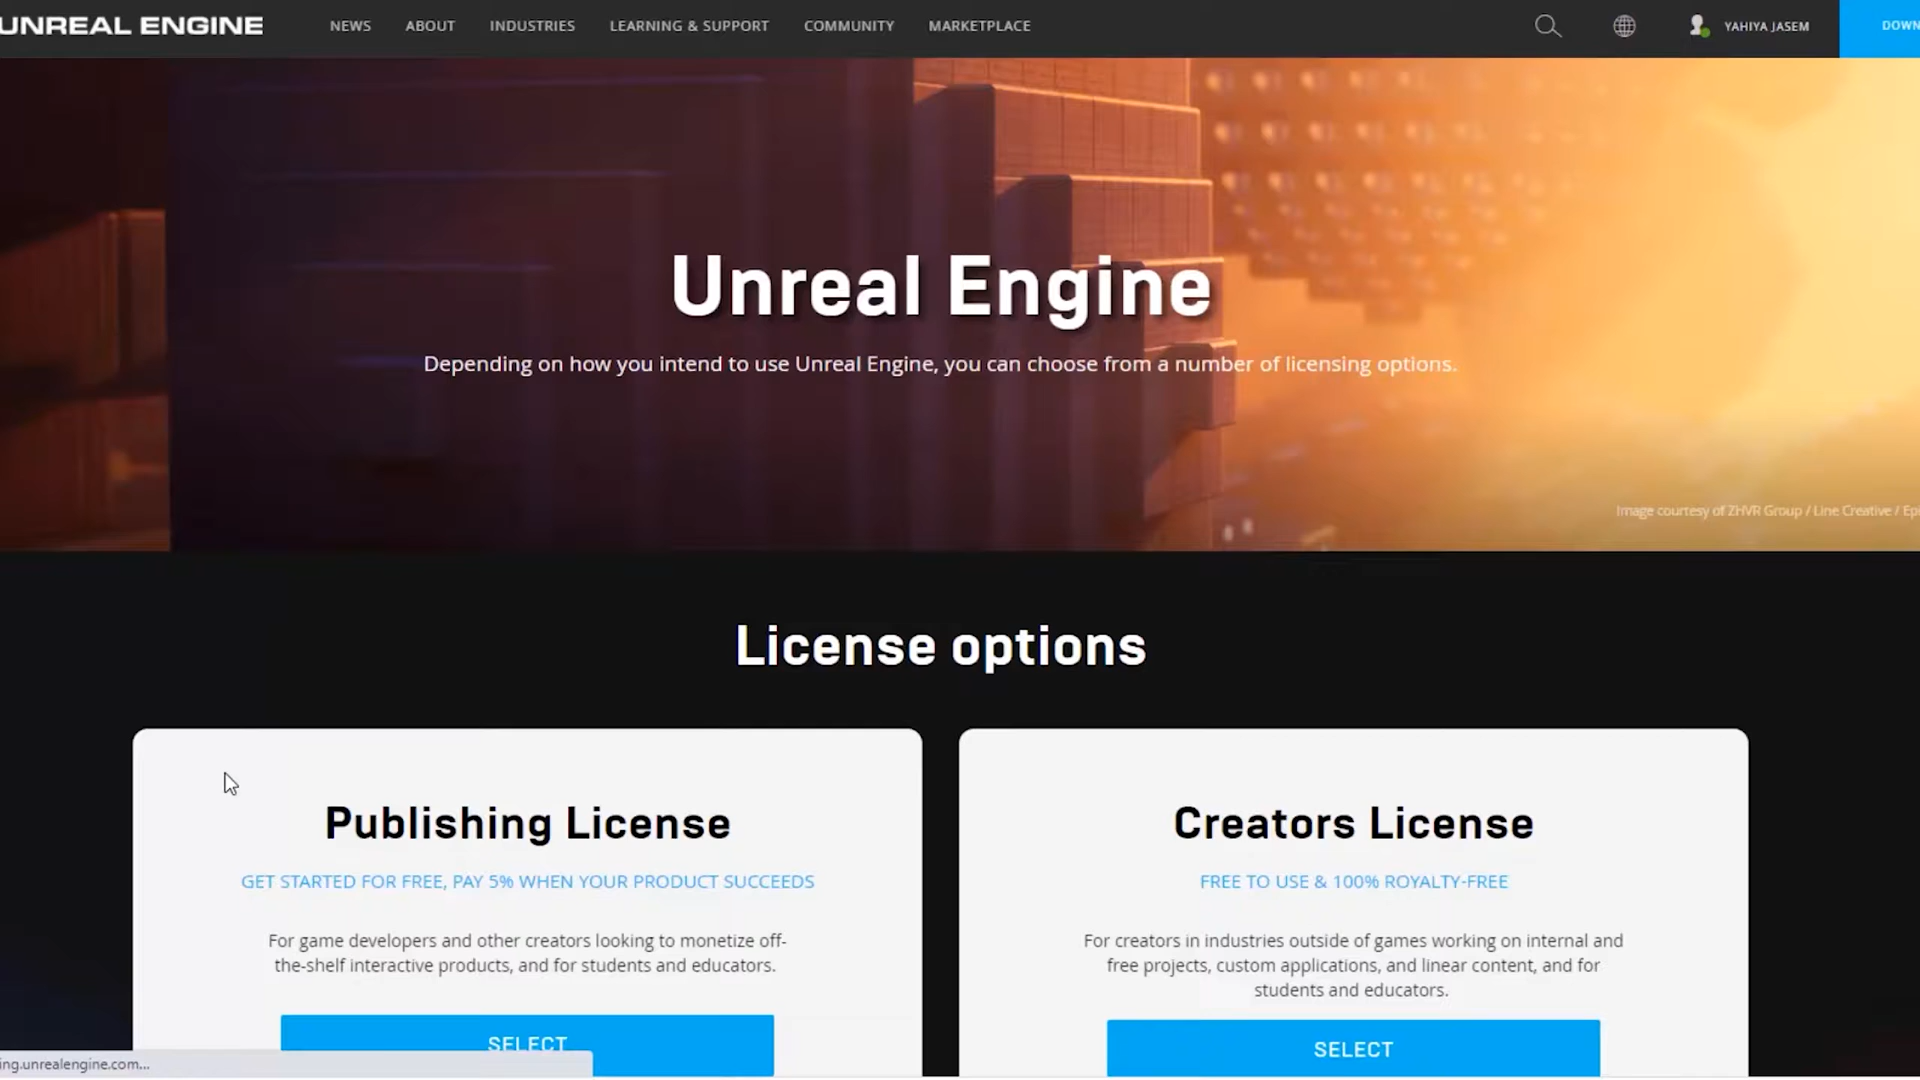 UNREAL ENGINE
NEWS
ABOUT
INDUSTRIES
LEARNING & SUPPORT
COMMUNITY
MARKETPLACE
YAHIYA JASEM
DOWN
Unreal Engine
Depending on how you intend to use Unreal Engine, you can choose from a number of licensing options.
Image courtesy of ZHVR Group / Line Creative / Epi
License options
Publishing License
GET STARTED FOR FREE, PAY 5% WHEN YOUR PRODUCT SUCCEEDS
For game developers and other creators looking to monetize off-
the-shelf interactive products, and for students and educators.
SELECT
Creators License
FREE TO USE & 100% ROYALTY-FREE
For creators in industries outside of games working on internal and
free projects, custom applications, and linear content, and for
students and educators.
SELECT
ing.unrealengine.com...